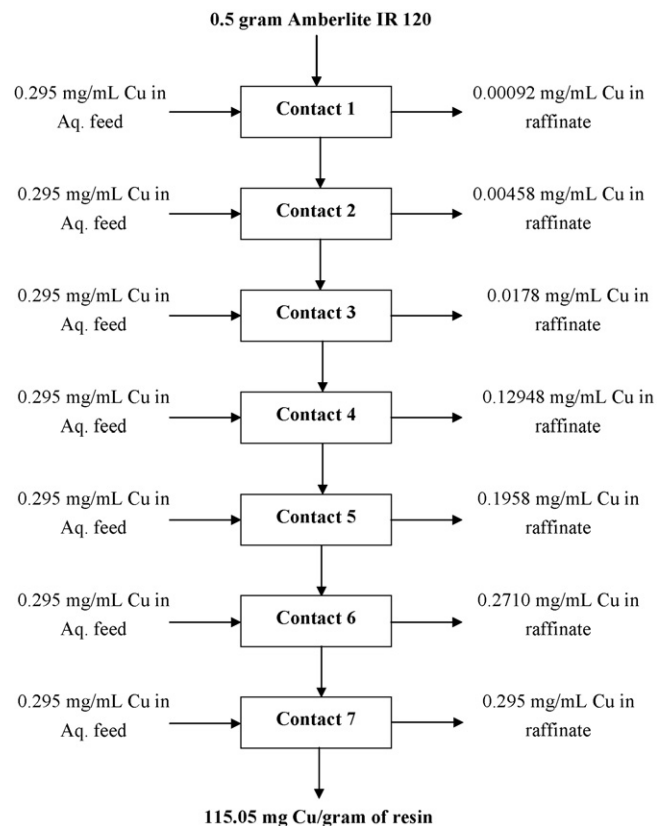 0.5 gram Amberlite IR 120
0.295 mg/mL Cu in
Aq. feed
Contact 1
0.00092 mg/mL Cu in
raffinate
0.295 mg/mL Cu in
Aq. feed
Contact 2
0.00458 mg/mL Cu in
raffinate
0.295 mg/mL Cu in
Aq. feed
Contact 3
0.0178 mg/mL Cu in
raffinate
0.295 mg/mL Cu in
Aq. feed
Contact 4
0.12948 mg/mL Cu in
raffinate
0.295 mg/mL Cu in
Aq. feed
Contact 5
0.1958 mg/mL Cu in
raffinate
0.295 mg/mL Cu in
Aq. feed
Contact 6
0.2710 mg/mL Cu in
raffinate
0.295 mg/mL Cu in
Aq. feed
Contact 7
0.295 mg/mL Cu in
raffinate
115.05 mg Cu/gram of resin